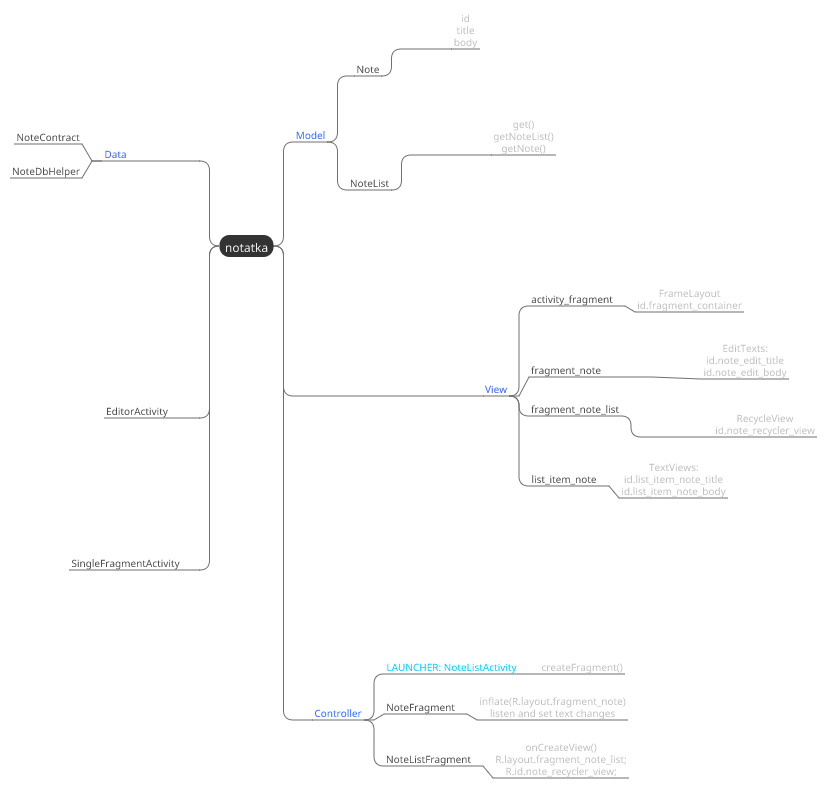 id
title
body
Note
get()
getNoteList()
getNote()
Model
NoteContract
Data
NoteDbHelper
NoteList
notatka
FrameLayout
activity_fragment
id.fragment_container
EditTexts:
id.note_edit_title
fragment_note
id.note_edit_body
View
fragment_note_list
EditorActivity
RecycleView
id.note_recycler_view
TextViews:
list_item_note
id.list_item_note_title
id.list_item_note_body
SingleFragmentActivity
LAUNCHER: NoteListActivity
createFragment()
inflate(R.layout.fragment_note)
NoteFragment
listen and set text changes
Controller
onCreateView()
NoteListFragment
R.layout.fragment_note_list;
R.id.note_recycler_view;